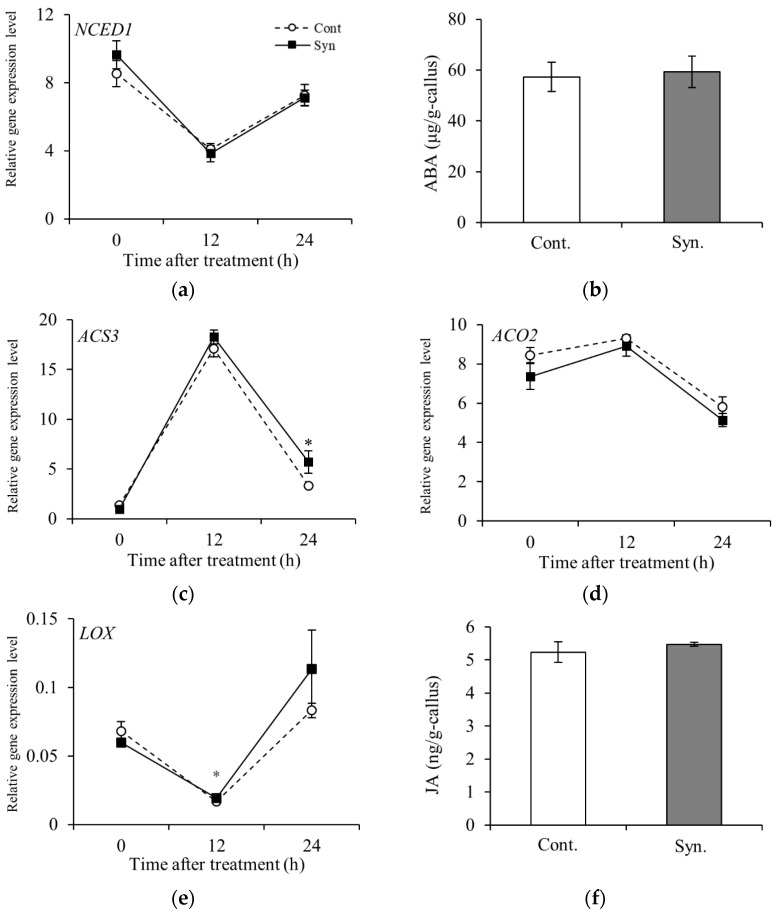 NCED1
Cont
Syn
Relative gene expression level
12
8
4
0
0 12 24
Time after treatment (h)
(a)
ABA (μg/g-callus)
80
60
40
20
0
Cont. Syn.
(b)
ACS3
Relative gene expression level
20
15
10
5
0
*
0 12 24
Time after treatment (h)
(c)
ACO2
Relative gene expression level
10
8
6
4
2
0
0 12 24
Time after treatment (h)
(d)
LOX
Relative gene expression level
0.15
0.1
0.05
0
*
0 12 24
Time after treatment (h)
(e)
JA (ng/g-callus)
6
5
4
3
2
1
0
Cont. Syn.
(f)